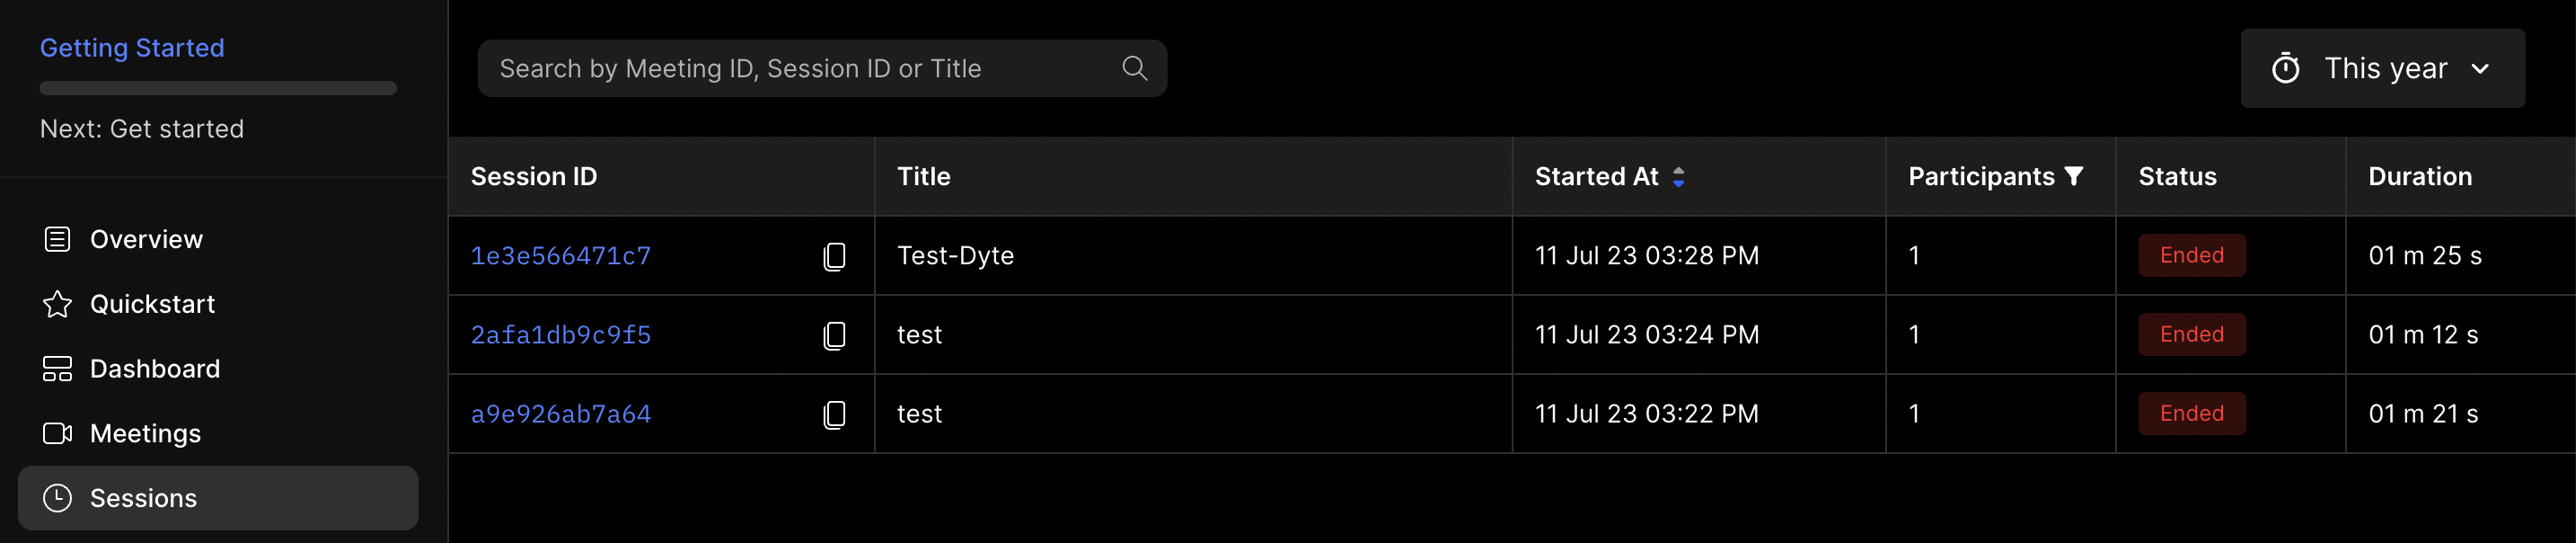 Getting Started
Next: Get started
Overview
Quickstart
Dashboard
Meetings
Sessions
Search by Meeting ID, Session ID or Title
This year
Session ID Title Started At Participants Status Duration
1e3e566471c7 Test-Dyte 11 Jul 23 03:28 PM 1 Ended 01 m 25 s
2afa1db9c9f5 test 11 Jul 23 03:24 PM 1 Ended 01 m 12 s
a9e926ab7a64 test 11 Jul 23 03:22 PM 1 Ended 01 m 21 s